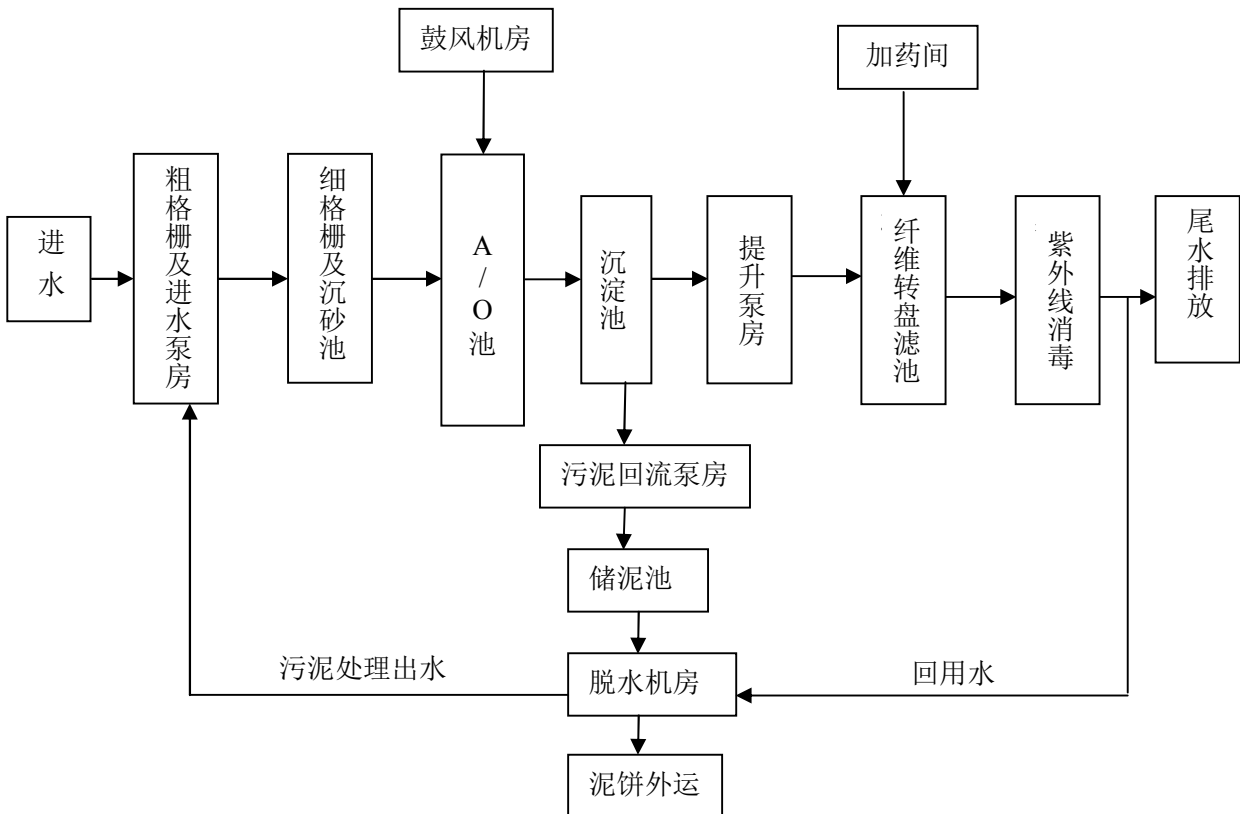 鼓风机房
加药间
进水
粗格栅及进水泵房
细格栅及沉砂池
A/O池
沉淀池
提升泵房
纤维转盘滤池
紫外线消毒
尾水排放
污泥回流泵房
储泥池
污泥处理出水
脱水机房
回用水
泥饼外运